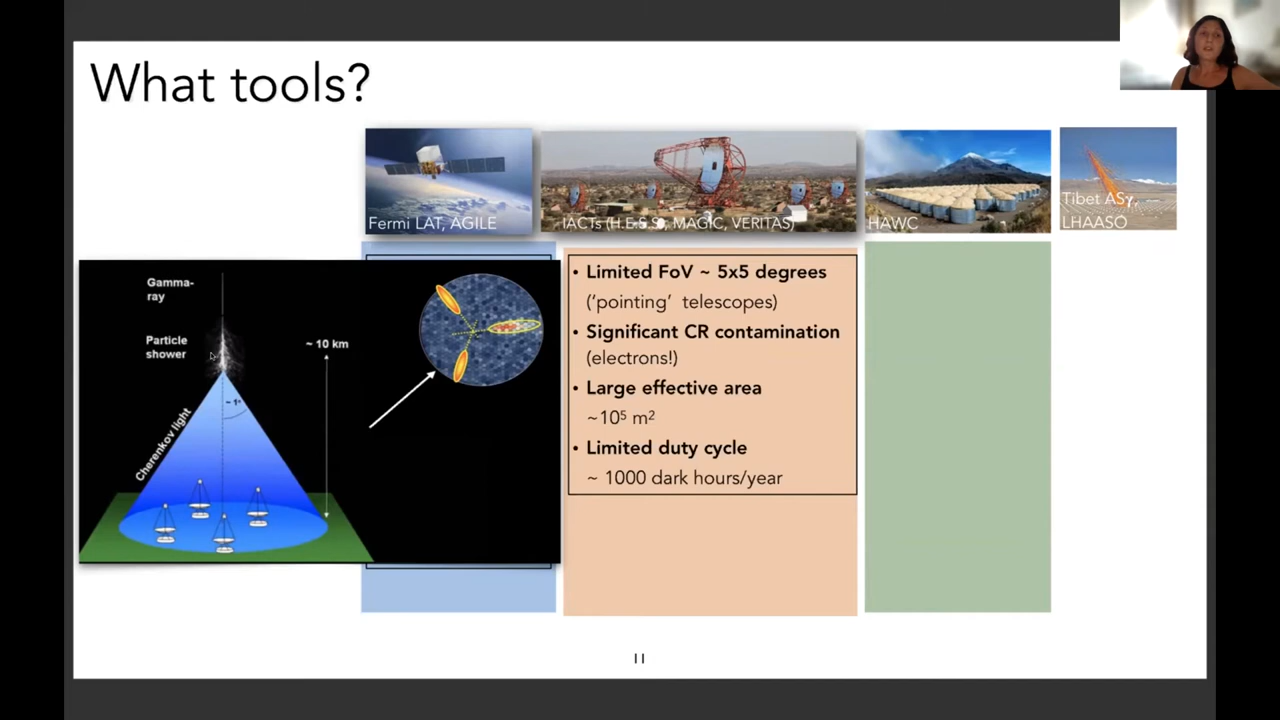 What tools?
Fermi LAT, AGILE
IACTs (H.E.S.S., MAGIC, VERITAS)
HAWC
Tibet ASγ,
LHAASO
Gamma-
ray
Particle
shower
~ 10 km
~ 1°
Cherenkov light
• Limited FoV ~ 5x5 degrees
('pointing' telescopes)
• Significant CR contamination
(electrons!)
• Large effective area
~10⁵ m²
• Limited duty cycle
~ 1000 dark hours/year
11